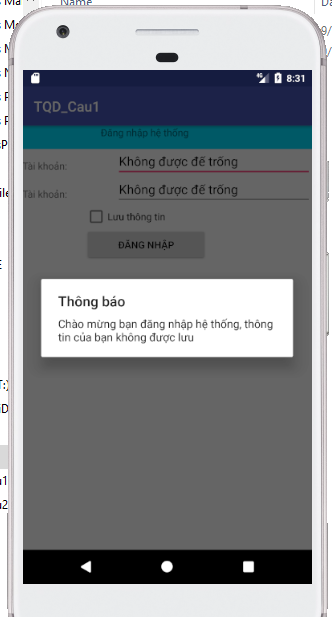 Name
8:31
TQD_Cau1
Đăng nhập hệ thống
Tài khoản: Không được để trống
Tài khoản: Không được để trống
Lưu thông tin
ĐĂNG NHẬP
Thông báo
Chào mừng bạn đăng nhập hệ thống, thông
tin của bạn không được lưu